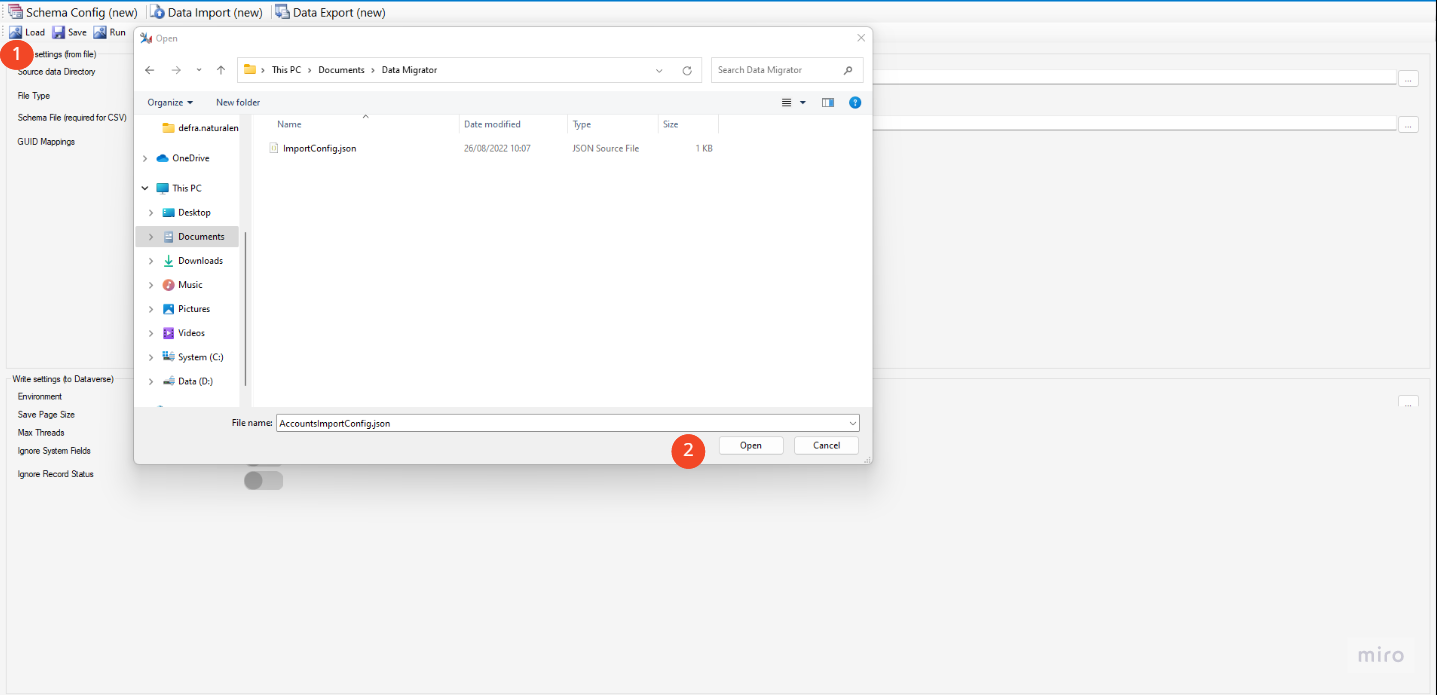 Schema Config (new) Data Import (new) Data Export (new)
Load Save Run
1
settings (from file)
Source data Directory
File Type
Schema File (required for CSV)
GUID Mappings
...
...
Open
This PC > Documents > Data Migrator
Search Data Migrator
Organize New folder
?
defra.naturalen
OneDrive
This PC
Desktop
Documents
Downloads
Music
Pictures
Videos
System (C:)
Data (D:)
Name Date modified Type Size
ImportConfig.json 26/08/2022 10:07 JSON Source File 1 KB
File name: AccountsImportConfig.json
2
Open Cancel
Write settings (to Dataverse)
Environment
...
Save Page Size
Max Threads
Ignore System Fields
Ignore Record Status
miro